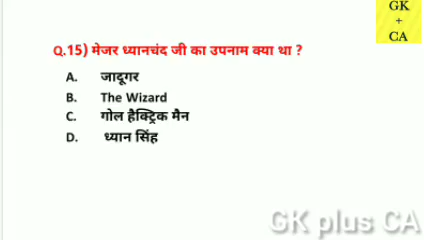 GK
+
CA
Q.15) मेजर ध्यानचंद जी का उपनाम क्या था ?
A. जादूगर
B. The Wizard
C. गोल हैक्ट्रिक मैन
D. ध्यान सिंह
GK plus CA